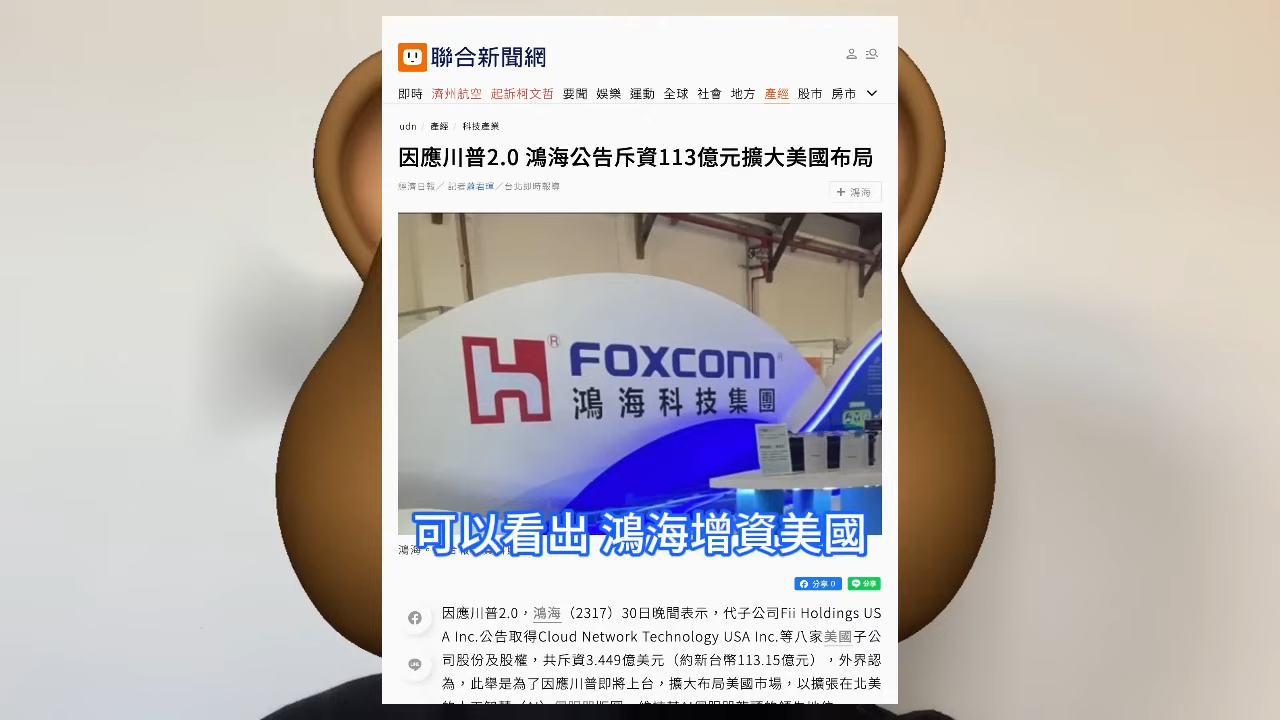 聯合新聞網
即時 濟州航空 起訴柯文哲 要聞 娛樂 運動 全球 社會 地方 產經 股市 房市
udn / 產經 / 科技產業
因應川普2.0 鴻海公告斥資113億元擴大美國布局
經濟日報／ 記者蕭君暉／台北即時報導
+ 鴻海
FOXCONN
鴻海科技集團
可以看出 鴻海增資美國
分享 0
分享
因應川普2.0，鴻海（2317）30日晚間表示，代子公司Fii Holdings US
A Inc.公告取得Cloud Network Technology USA Inc.等八家美國子公
司股份及股權，共斥資3.449億美元（約新台幣113.15億元），外界認
為，此舉是為了因應川普即將上台，擴大布局美國市場，以擴張在北美